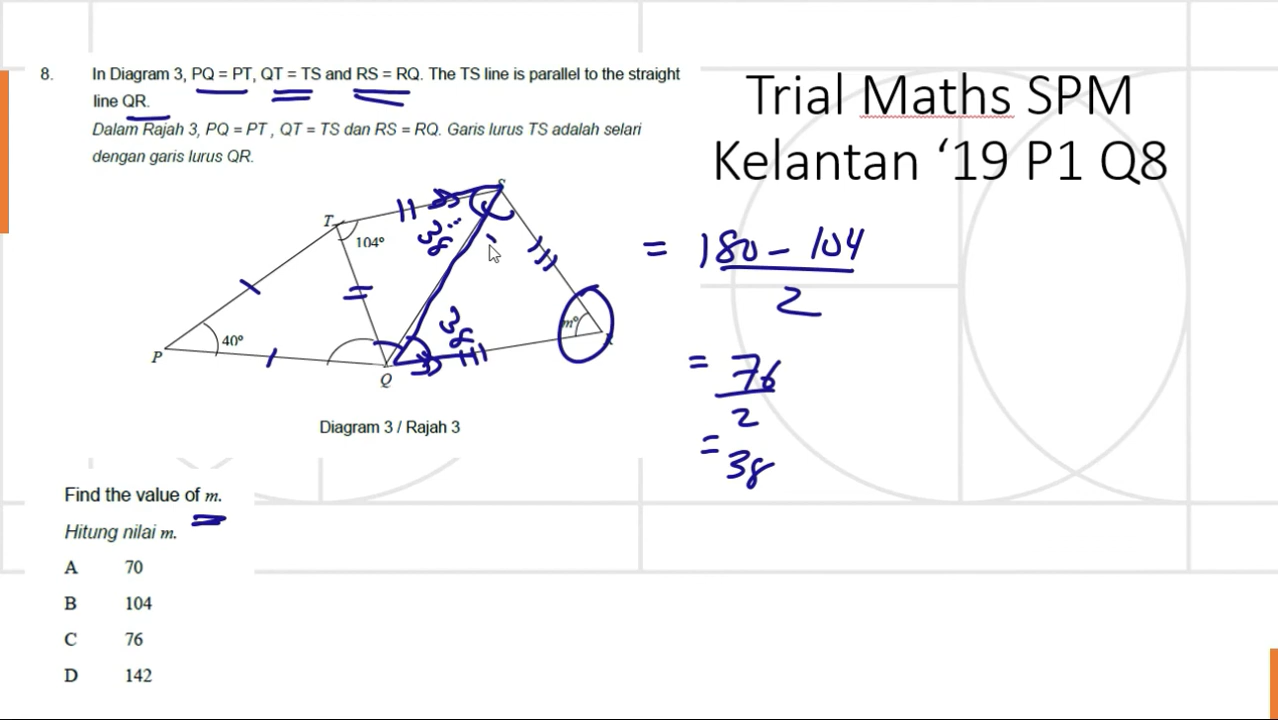 8. In Diagram 3, PQ = PT, QT = TS and RS = RQ. The TS line is parallel to the straight
line QR.
Dalam Rajah 3, PQ = PT , QT = TS dan RS = RQ. Garis lurus TS adalah selari
dengan garis lurus QR.
Trial Maths SPM
Kelantan ‘19 P1 Q8
S
T
104°
38
38
m°
40°
P
Q
Diagram 3 / Rajah 3
= 180 - 104
2
= 76
2
= 38
Find the value of m.
Hitung nilai m.
A 70
B 104
C 76
D 142